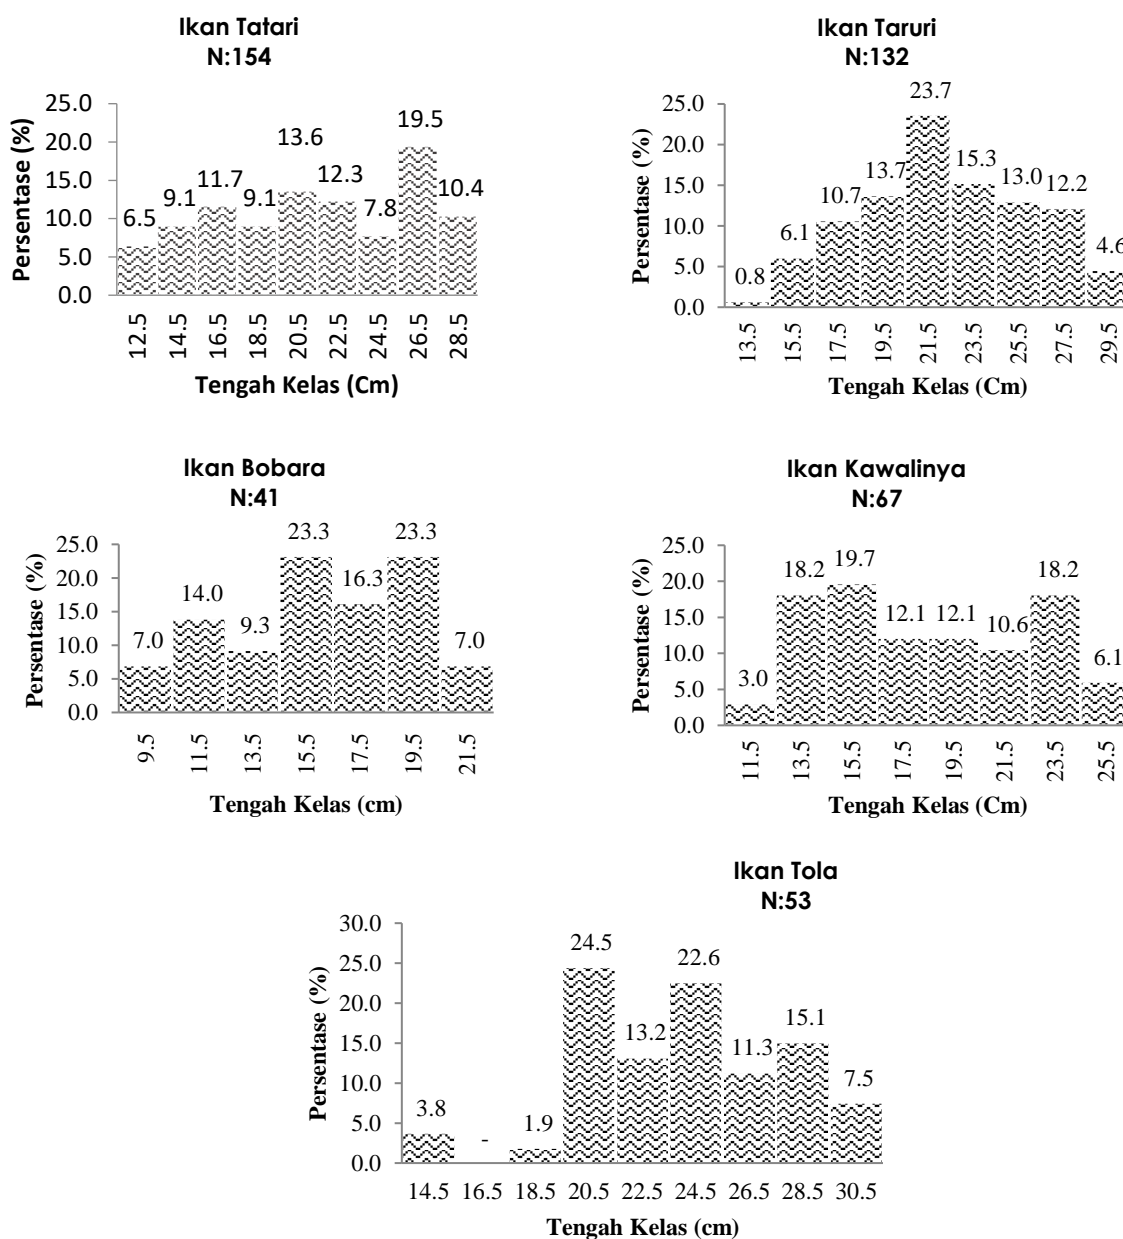 Ikan Tatari
N:154
Persentase (%)
25.0
20.0
15.0
10.0
5.0
0.0
6.5 9.1 11.7 9.1 13.6 12.3 7.8 19.5 10.4
12.5 14.5 16.5 18.5 20.5 22.5 24.5 26.5 28.5
Tengah Kelas (Cm)
Ikan Taruri
N:132
Persentase (%)
25.0
20.0
15.0
10.0
5.0
0.0
0.8 6.1 10.7 13.7 23.7 15.3 13.0 12.2 4.6
13.5 15.5 17.5 19.5 21.5 23.5 25.5 27.5 29.5
Tengah Kelas (Cm)
Ikan Bobara
N:41
Persentase (%)
25.0
20.0
15.0
10.0
5.0
0.0
7.0 14.0 9.3 23.3 16.3 23.3 7.0
9.5 11.5 13.5 15.5 17.5 19.5 21.5
Tengah Kelas (cm)
Ikan Kawalinya
N:67
Persentase (%)
25.0
20.0
15.0
10.0
5.0
0.0
3.0 18.2 19.7 12.1 12.1 10.6 18.2 6.1
11.5 13.5 15.5 17.5 19.5 21.5 23.5 25.5
Tengah Kelas (Cm)
Ikan Tola
N:53
Persentase (%)
30.0
25.0
20.0
15.0
10.0
5.0
0.0
3.8 - 1.9 24.5 13.2 22.6 11.3 15.1 7.5
14.5 16.5 18.5 20.5 22.5 24.5 26.5 28.5 30.5
Tengah Kelas (cm)